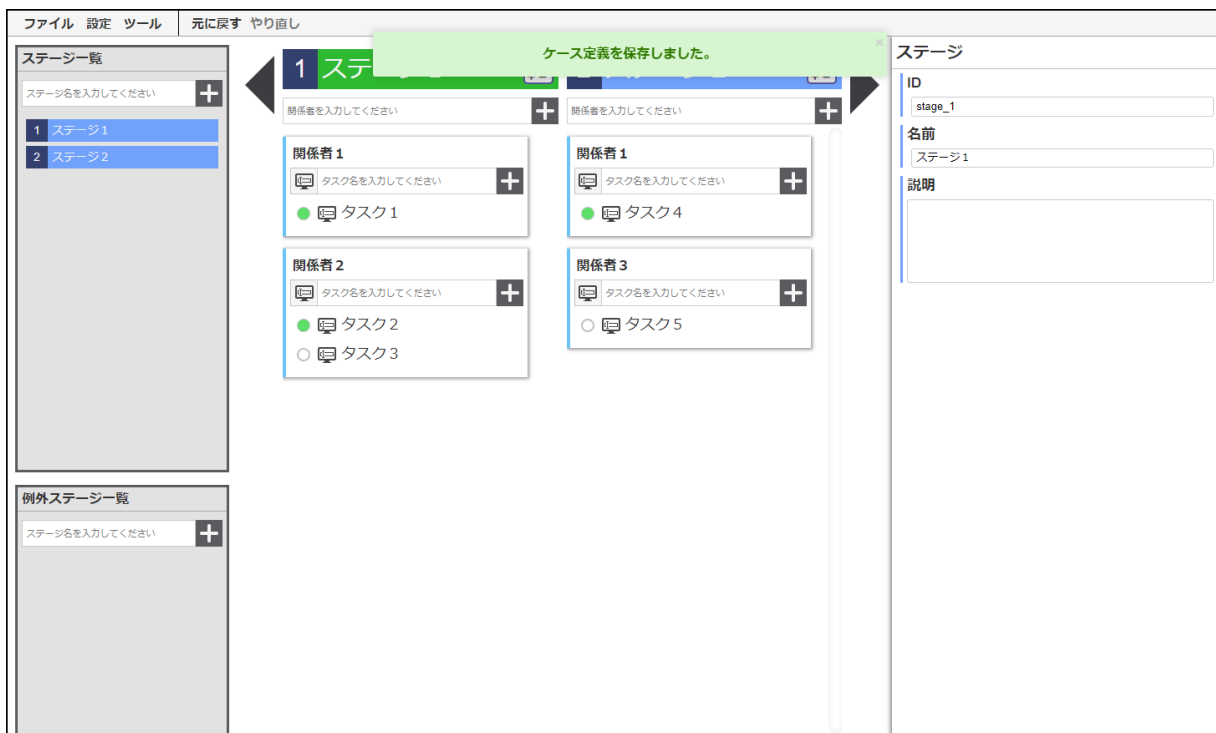 ファイル 設定 ツール 元に戻す やり直し
ケース定義を保存しました。
×
ステージ一覧
ステージ名を入力してください
1 ステージ1
2 ステージ2
例外ステージ一覧
ステージ名を入力してください
1 ステ
関係者を入力してください
関係者1
タスク名を入力してください
タスク1
関係者2
タスク名を入力してください
タスク2
タスク3
関係者を入力してください
関係者1
タスク名を入力してください
タスク4
関係者3
タスク名を入力してください
タスク5
ステージ
ID
stage_1
名前
ステージ1
説明